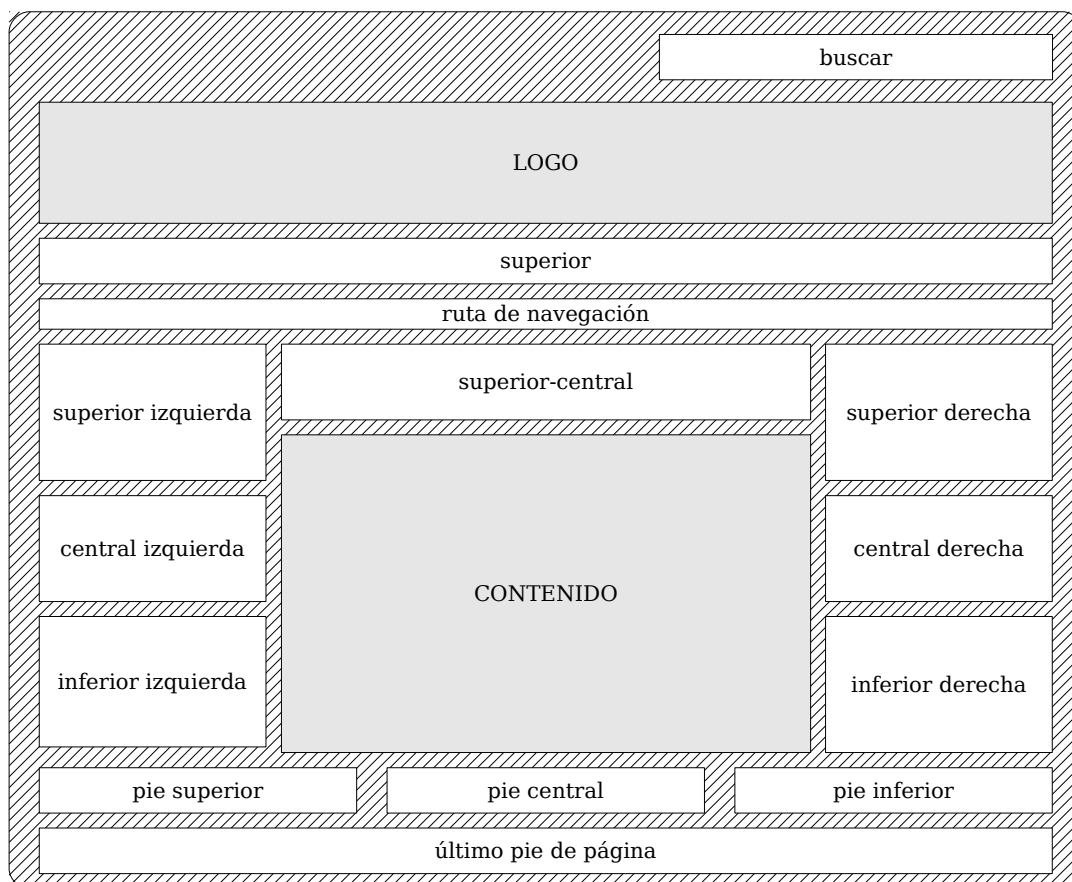 buscar
LOGO
superior
ruta de navegación
superior izquierda
superior-central
superior derecha
central izquierda
CONTENIDO
central derecha
inferior izquierda
inferior derecha
pie superior
pie central
pie inferior
último pie de página